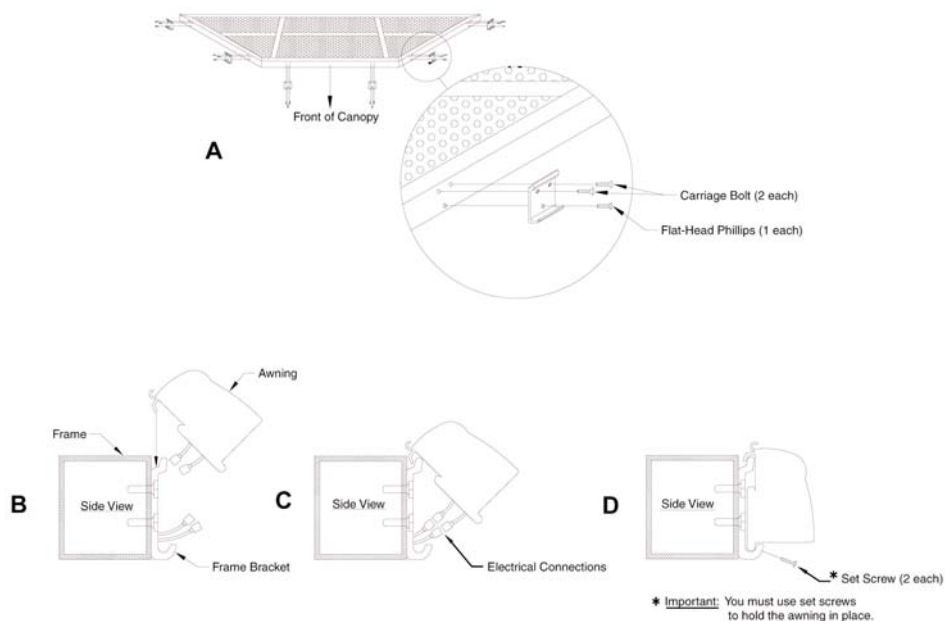 Front of Canopy
A
Carriage Bolt (2 each)
Flat-Head Phillips (1 each)
Awning
Frame
B
Side View
Frame Bracket
C
Side View
Electrical Connections
D
Side View
* Set Screw (2 each)
* Important: You must use set screws
to hold the awning in place.